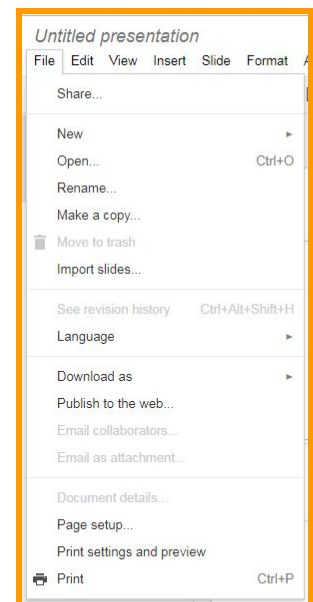 Untitled presentation
File Edit View Insert Slide Format
Share...
New
Open... Ctrl+O
Rename...
Make a copy...
Move to trash
Import slides...
See revision history Ctrl+Alt+Shift+H
Language
Download as
Publish to the web...
Email collaborators...
Email as attachment...
Document details...
Page setup...
Print settings and preview
Print Ctrl+P